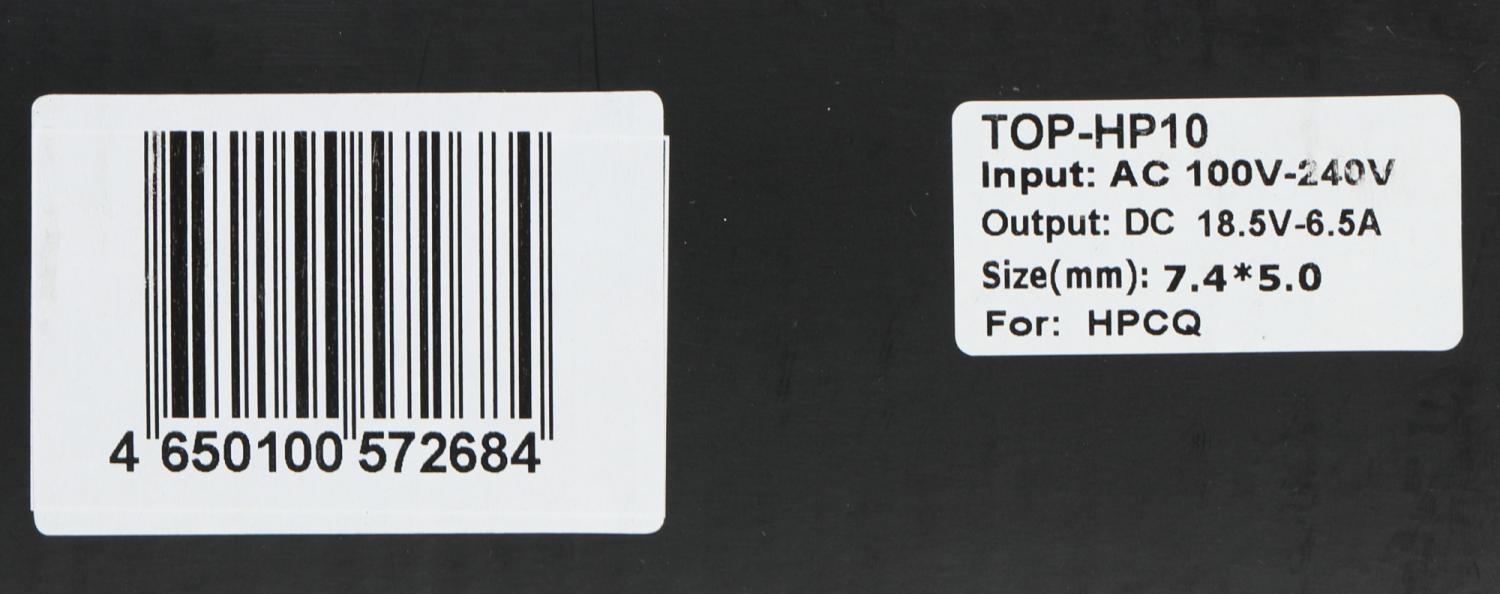 4 650100 572684
TOP-HP10
Input: AC 100V-240V
Output: DC 18.5V-6.5A
Size(mm): 7.4*5.0
For: HPCQ